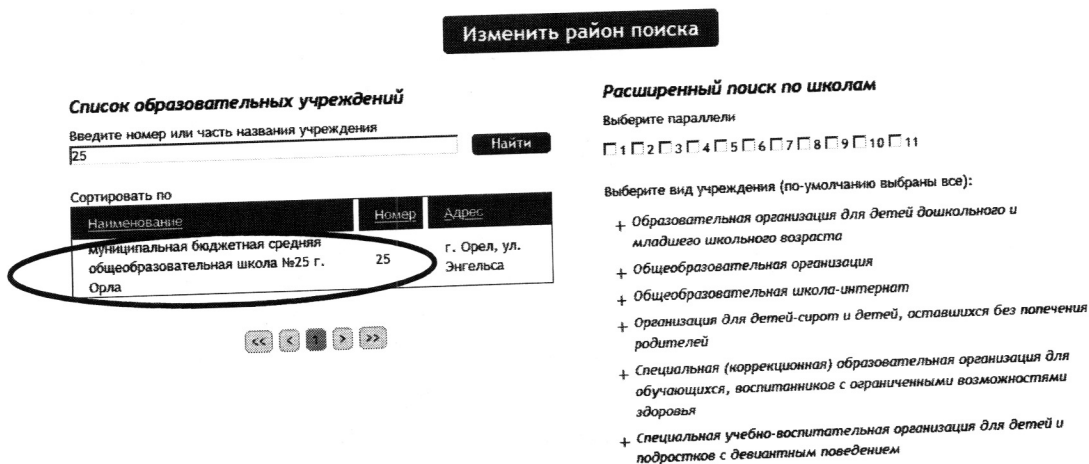 Изменить район поиска
Список образовательных учреждений
Введите номер или часть названия учреждения
25
Найти
Сортировать по
Наименование
Номер
Адрес
муниципальная бюджетная средняя
общеобразовательная школа №25 г.
Орла
25
г. Орел, ул.
Энгельса
<< < 1 > >>
Расширенный поиск по школам
Выберите параллели
1 2 3 4 5 6 7 8 9 10 11
Выберите вид учреждения (по-умолчанию выбраны все):
+ Образовательная организация для детей дошкольного и
младшего школьного возраста
+ Общеобразовательная организация
+ Общеобразовательная школа-интернат
+ Организация для детей-сирот и детей, оставшихся без попечения
родителей
+ Специальная (коррекционная) образовательная организация для
обучающихся, воспитанников с ограниченными возможностями
здоровья
+ Специальная учебно-воспитательная организация для детей и
подростков с девиантным поведением